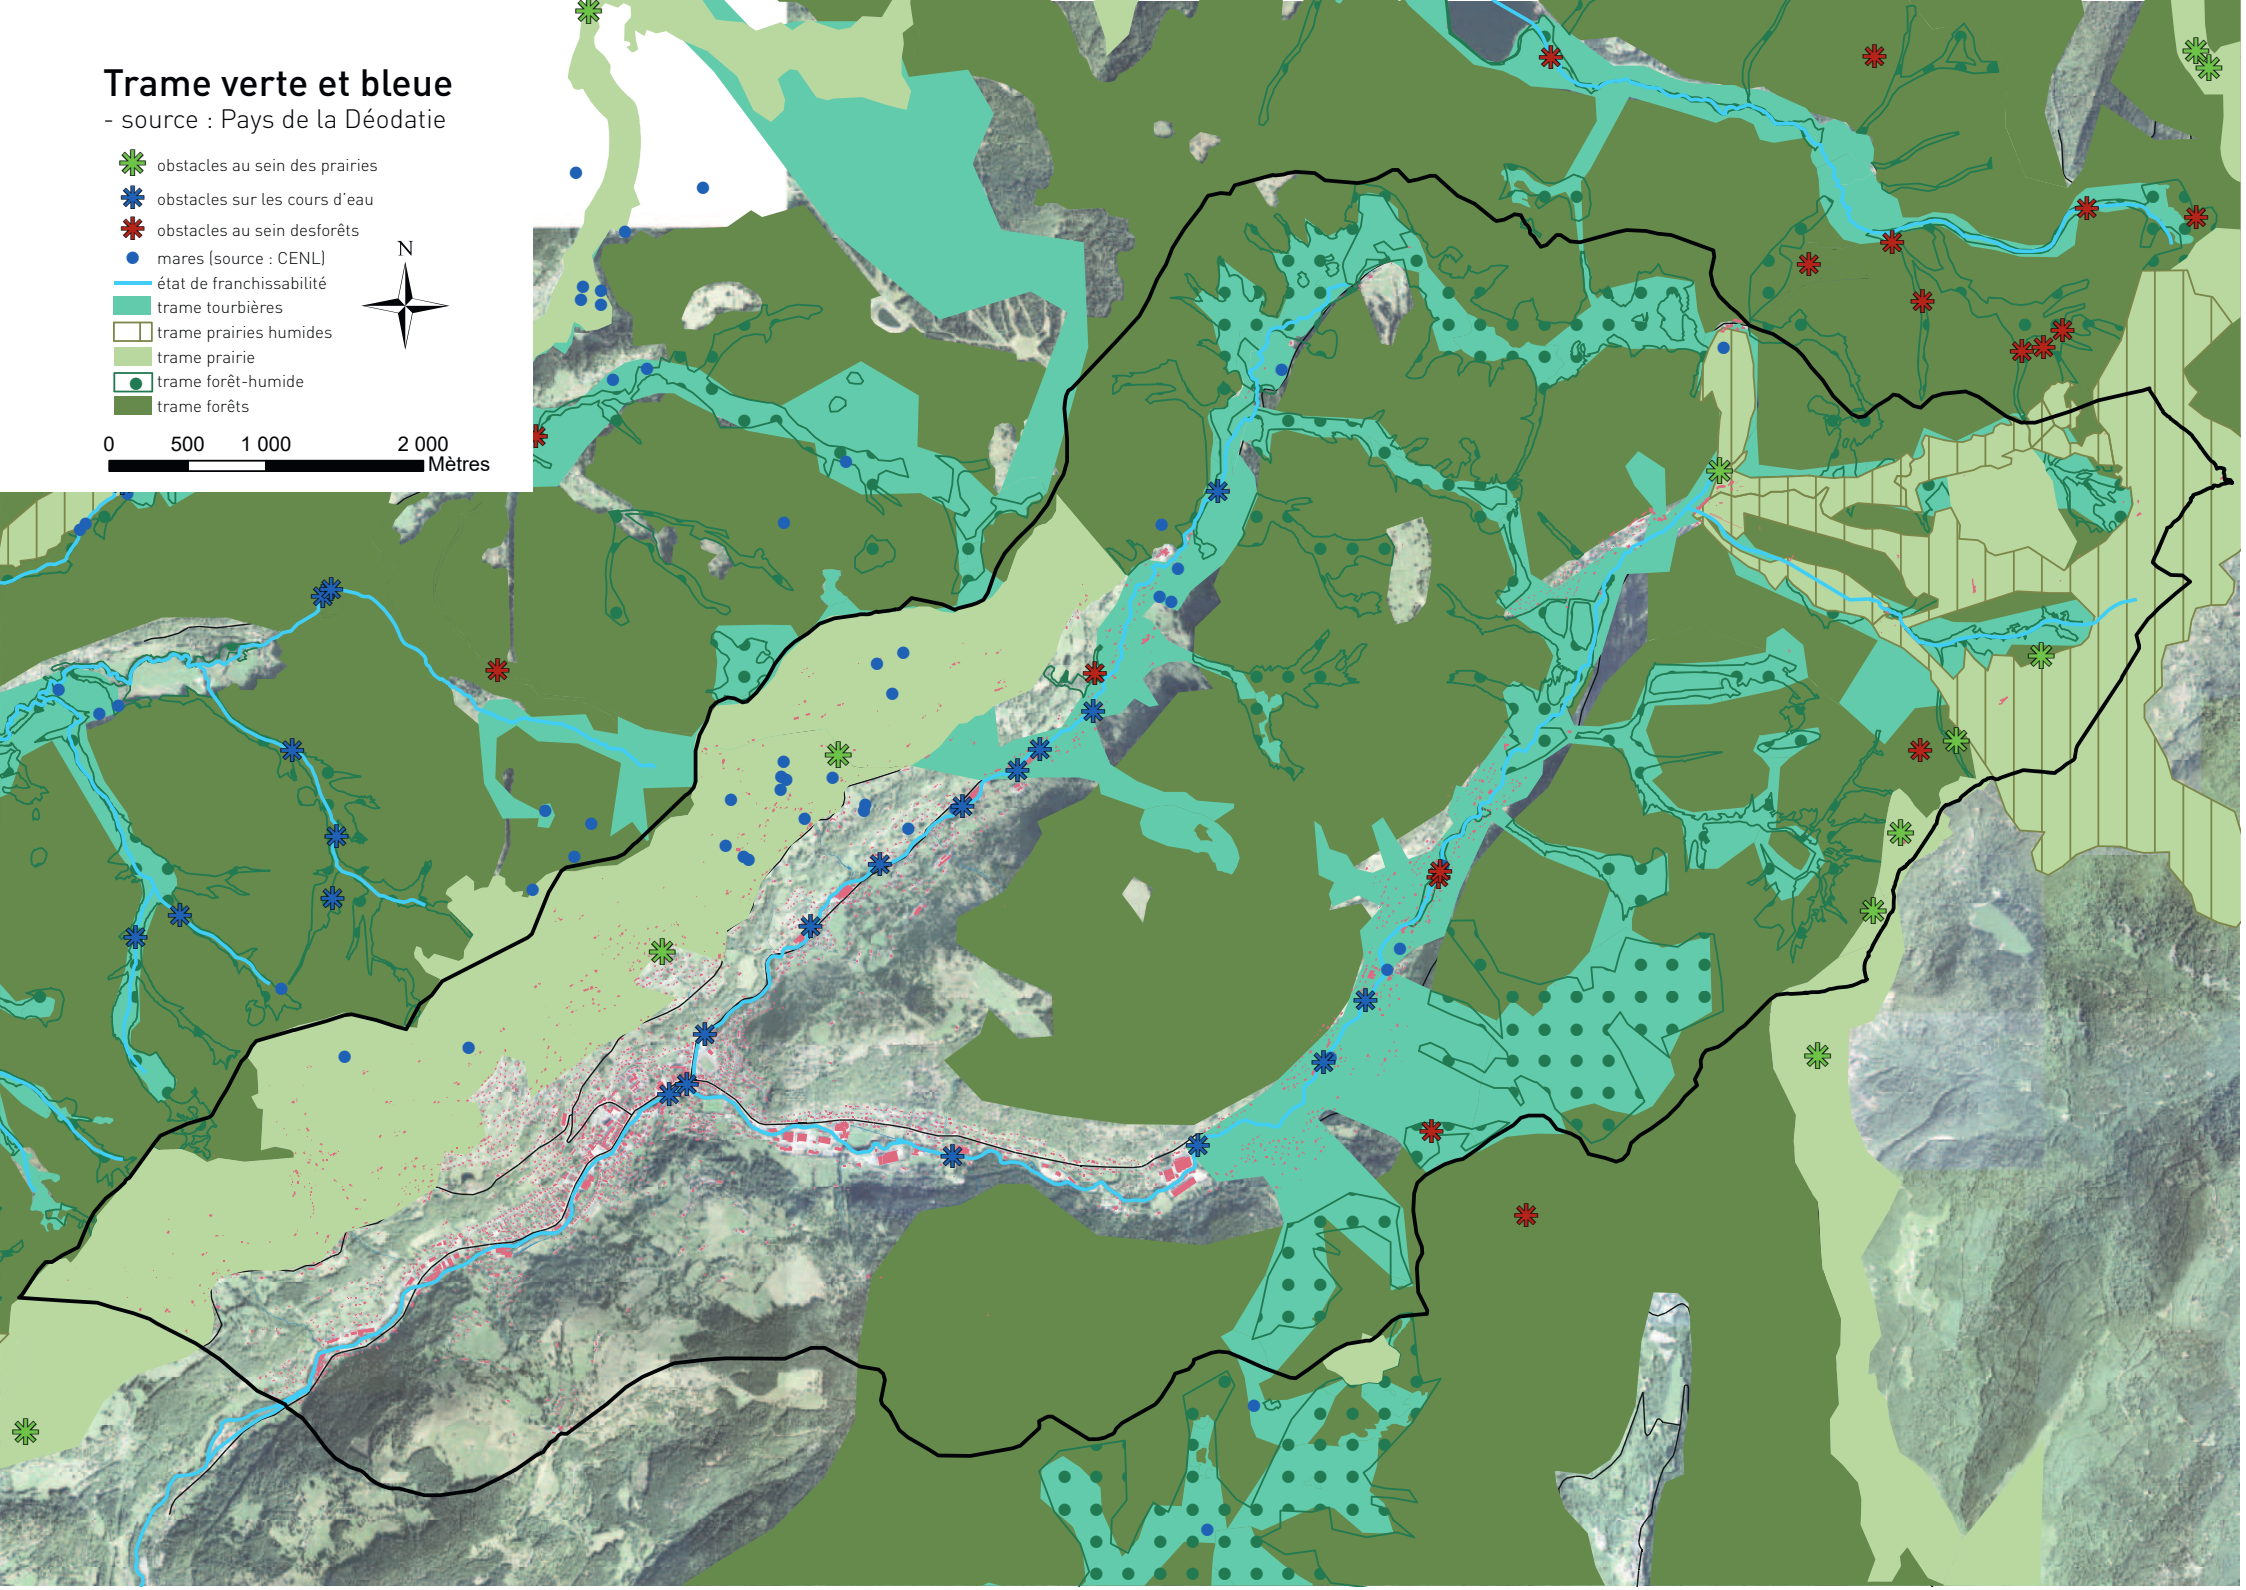 Trame verte et bleue
- source : Pays de la Déodatie
obstacles au sein des prairies
obstacles sur les cours d'eau
obstacles au sein desforêts
mares (source : CENL)
état de franchissabilité
trame tourbières
trame prairies humides
trame prairie
trame forêt-humide
trame forêts
N
0 500 1 000 2 000
Mètres